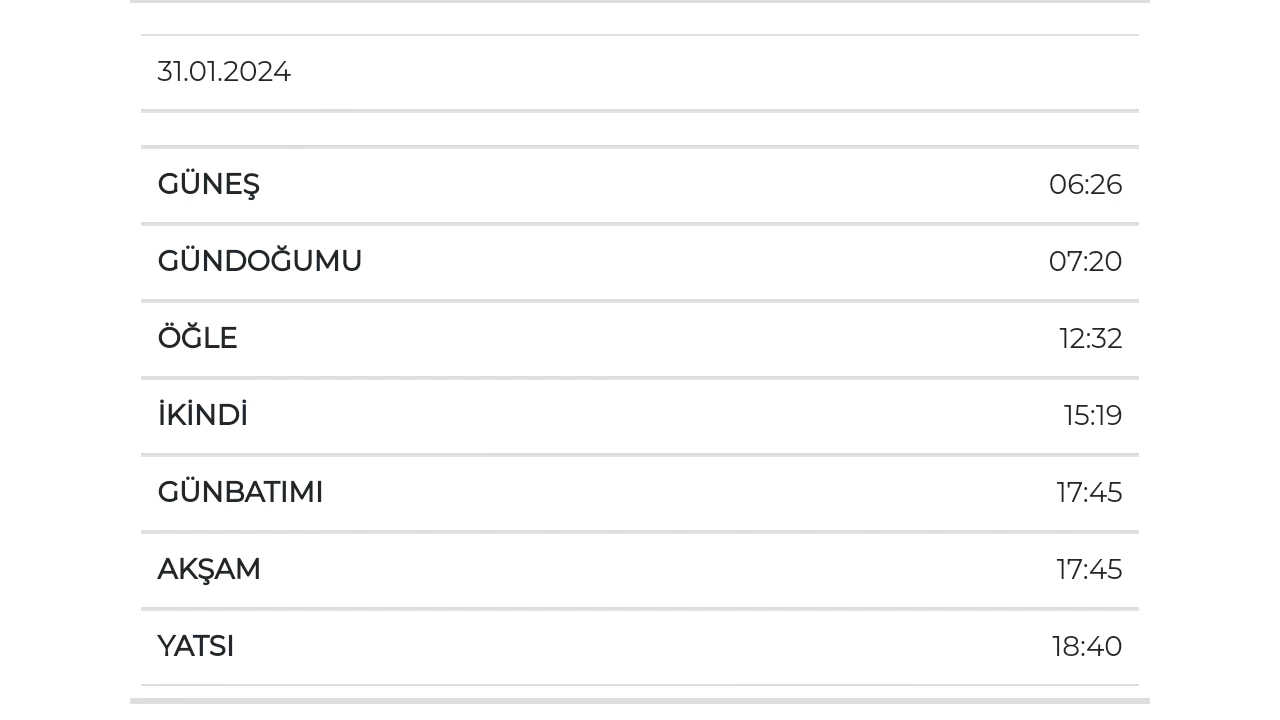 31.01.2024
GÜNEŞ 06:26
GÜNDOĞUMU 07:20
ÖĞLE 12:32
İKİNDİ 15:19
GÜNBATIMI 17:45
AKŞAM 17:45
YATSI 18:40